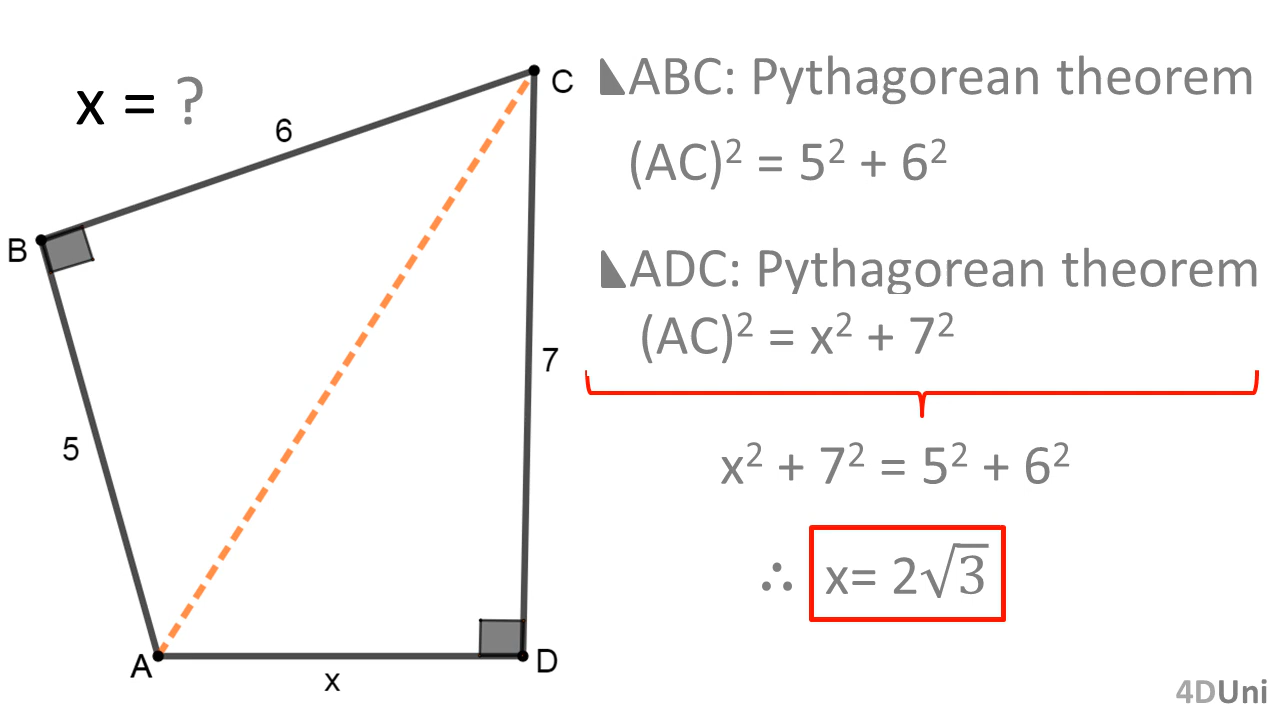 x = ?
C
6
B
5
7
A
x
D
◣ABC: Pythagorean theorem
(AC)² = 5² + 6²
◣ADC: Pythagorean theorem
(AC)² = x² + 7²
x² + 7² = 5² + 6²
∴ x= 2√3
4DUni